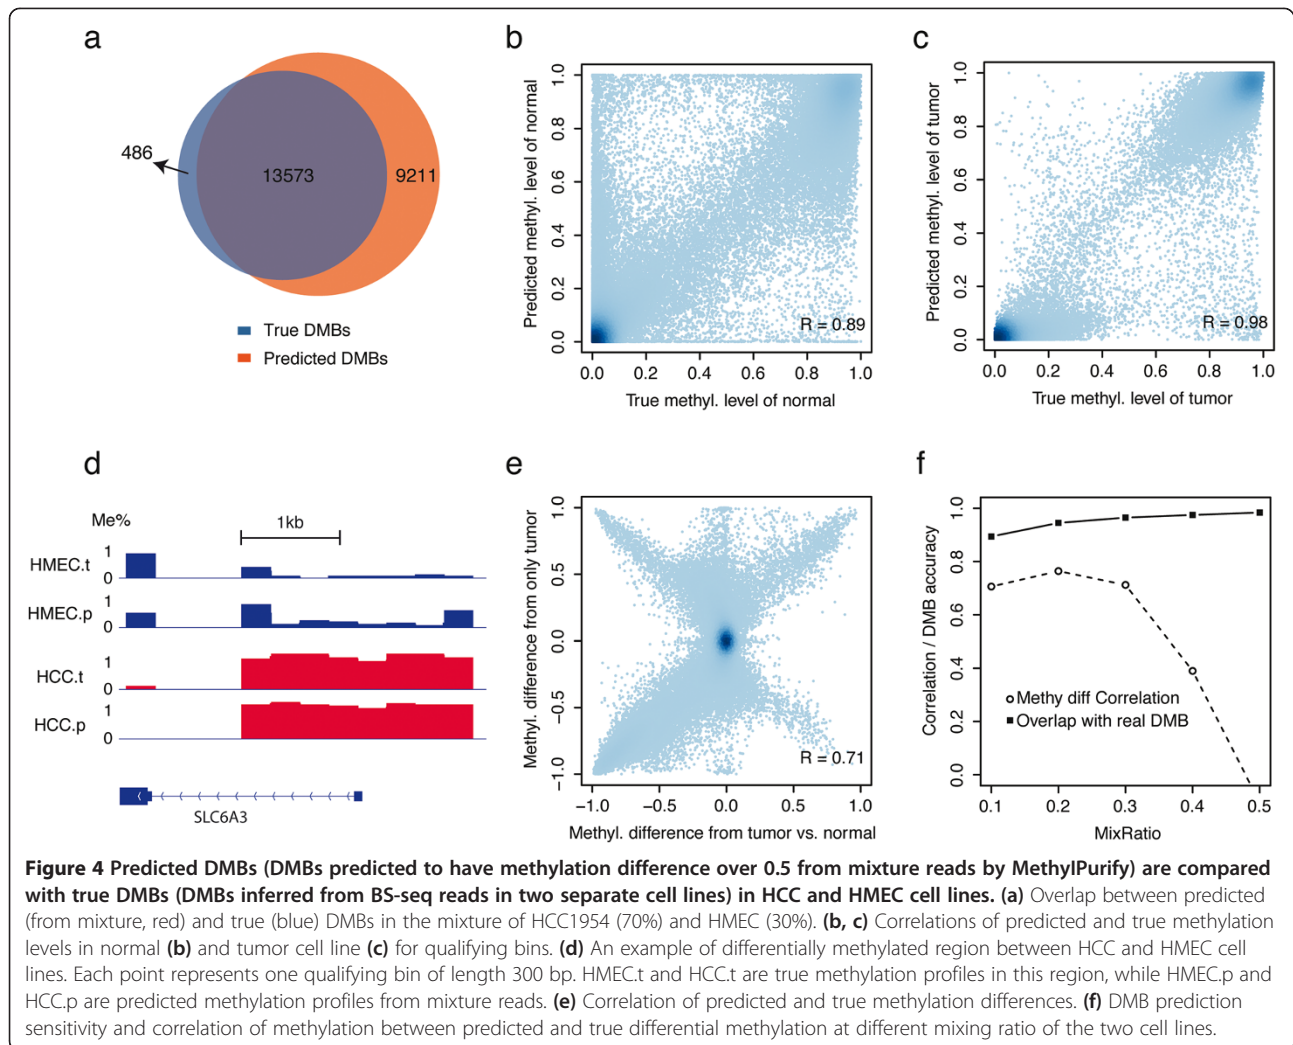 a
486
13573
9211
True DMBs
Predicted DMBs
b
Predicted methyl. level of normal
1.0
0.8
0.6
0.4
0.2
0.0
R = 0.89
0.0 0.2 0.4 0.6 0.8 1.0
True methyl. level of normal
c
Predicted methyl. level of tumor
1.0
0.8
0.6
0.4
0.2
0.0
R = 0.98
0.0 0.2 0.4 0.6 0.8 1.0
True methyl. level of tumor
d
Me%
1kb
HMEC.t
1
0
HMEC.p
1
0
HCC.t
1
0
HCC.p
1
0
SLC6A3
e
Methyl. difference from only tumor
1.0
0.5
0.0
−0.5
−1.0
R = 0.71
−1.0 −0.5 0.0 0.5 1.0
Methyl. difference from tumor vs. normal
f
Correlation / DMB accuracy
1.0
0.8
0.6
0.4
0.2
0.0
Methy diff Correlation
Overlap with real DMB
0.1 0.2 0.3 0.4 0.5
MixRatio
Figure 4 Predicted DMBs (DMBs predicted to have methylation difference over 0.5 from mixture reads by MethylPurify) are compared
with true DMBs (DMBs inferred from BS-seq reads in two separate cell lines) in HCC and HMEC cell lines. (a) Overlap between predicted
(from mixture, red) and true (blue) DMBs in the mixture of HCC1954 (70%) and HMEC (30%). (b, c) Correlations of predicted and true methylation
levels in normal (b) and tumor cell line (c) for qualifying bins. (d) An example of differentially methylated region between HCC and HMEC cell
lines. Each point represents one qualifying bin of length 300 bp. HMEC.t and HCC.t are true methylation profiles in this region, while HMEC.p and
HCC.p are predicted methylation profiles from mixture reads. (e) Correlation of predicted and true methylation differences. (f) DMB prediction
sensitivity and correlation of methylation between predicted and true differential methylation at different mixing ratio of the two cell lines.